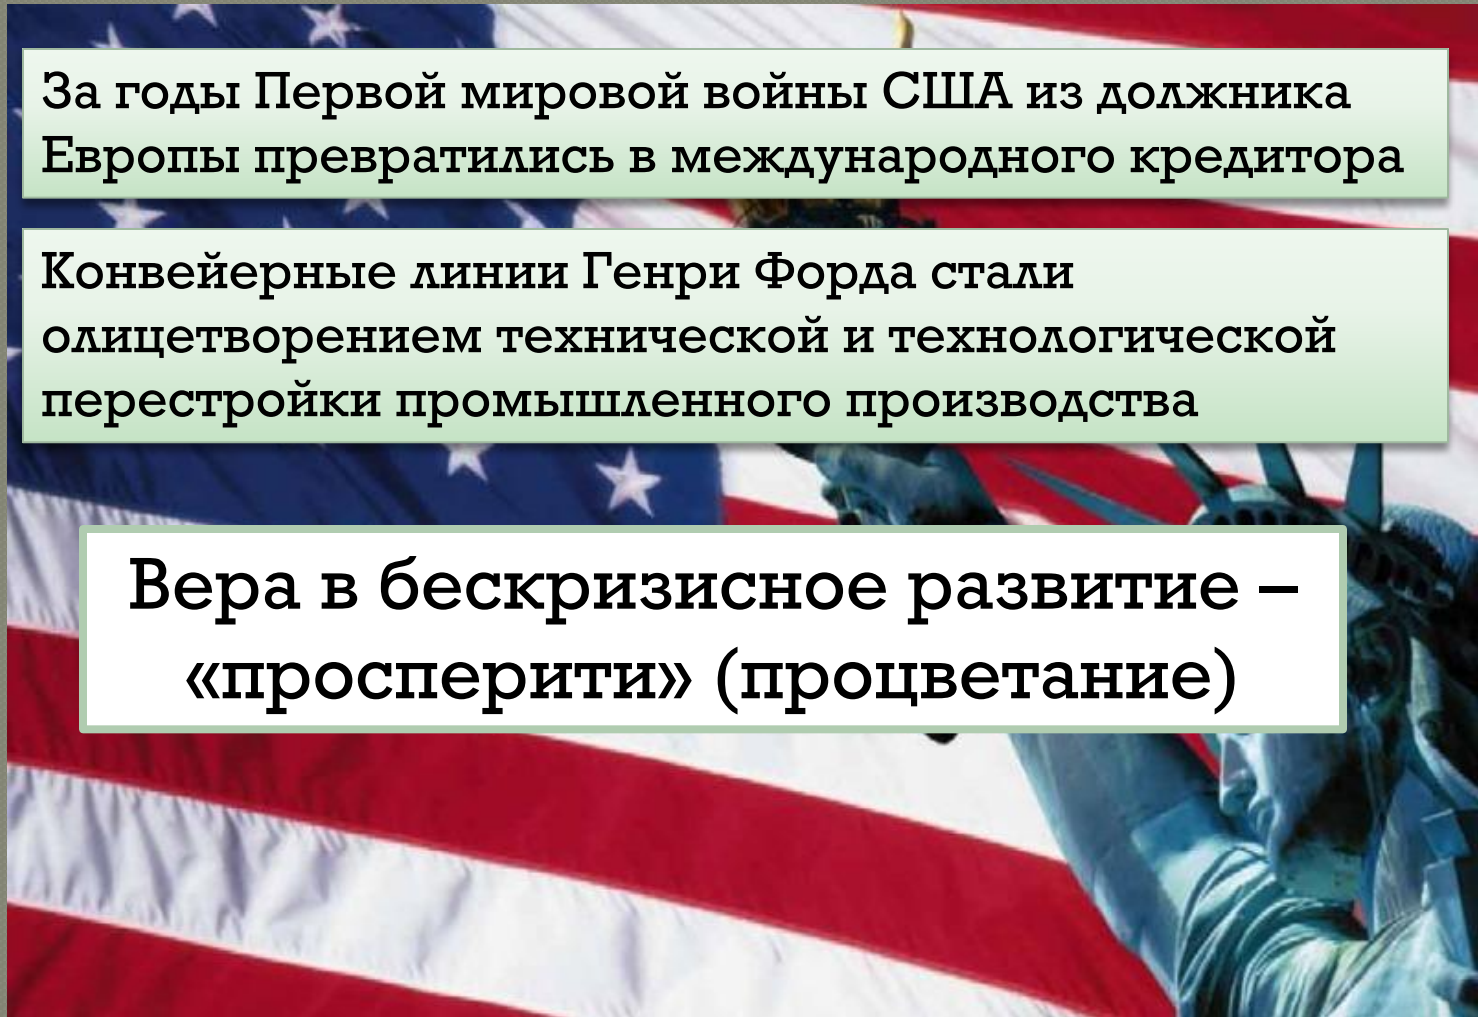 За годы Первой мировой войны США из должника
Европы превратились в международного кредитора
Конвейерные линии Генри Форда стали
олицетворением технической и технологической
перестройки промышленного производства
Вера в бескризисное развитие –
«просперити» (процветание)